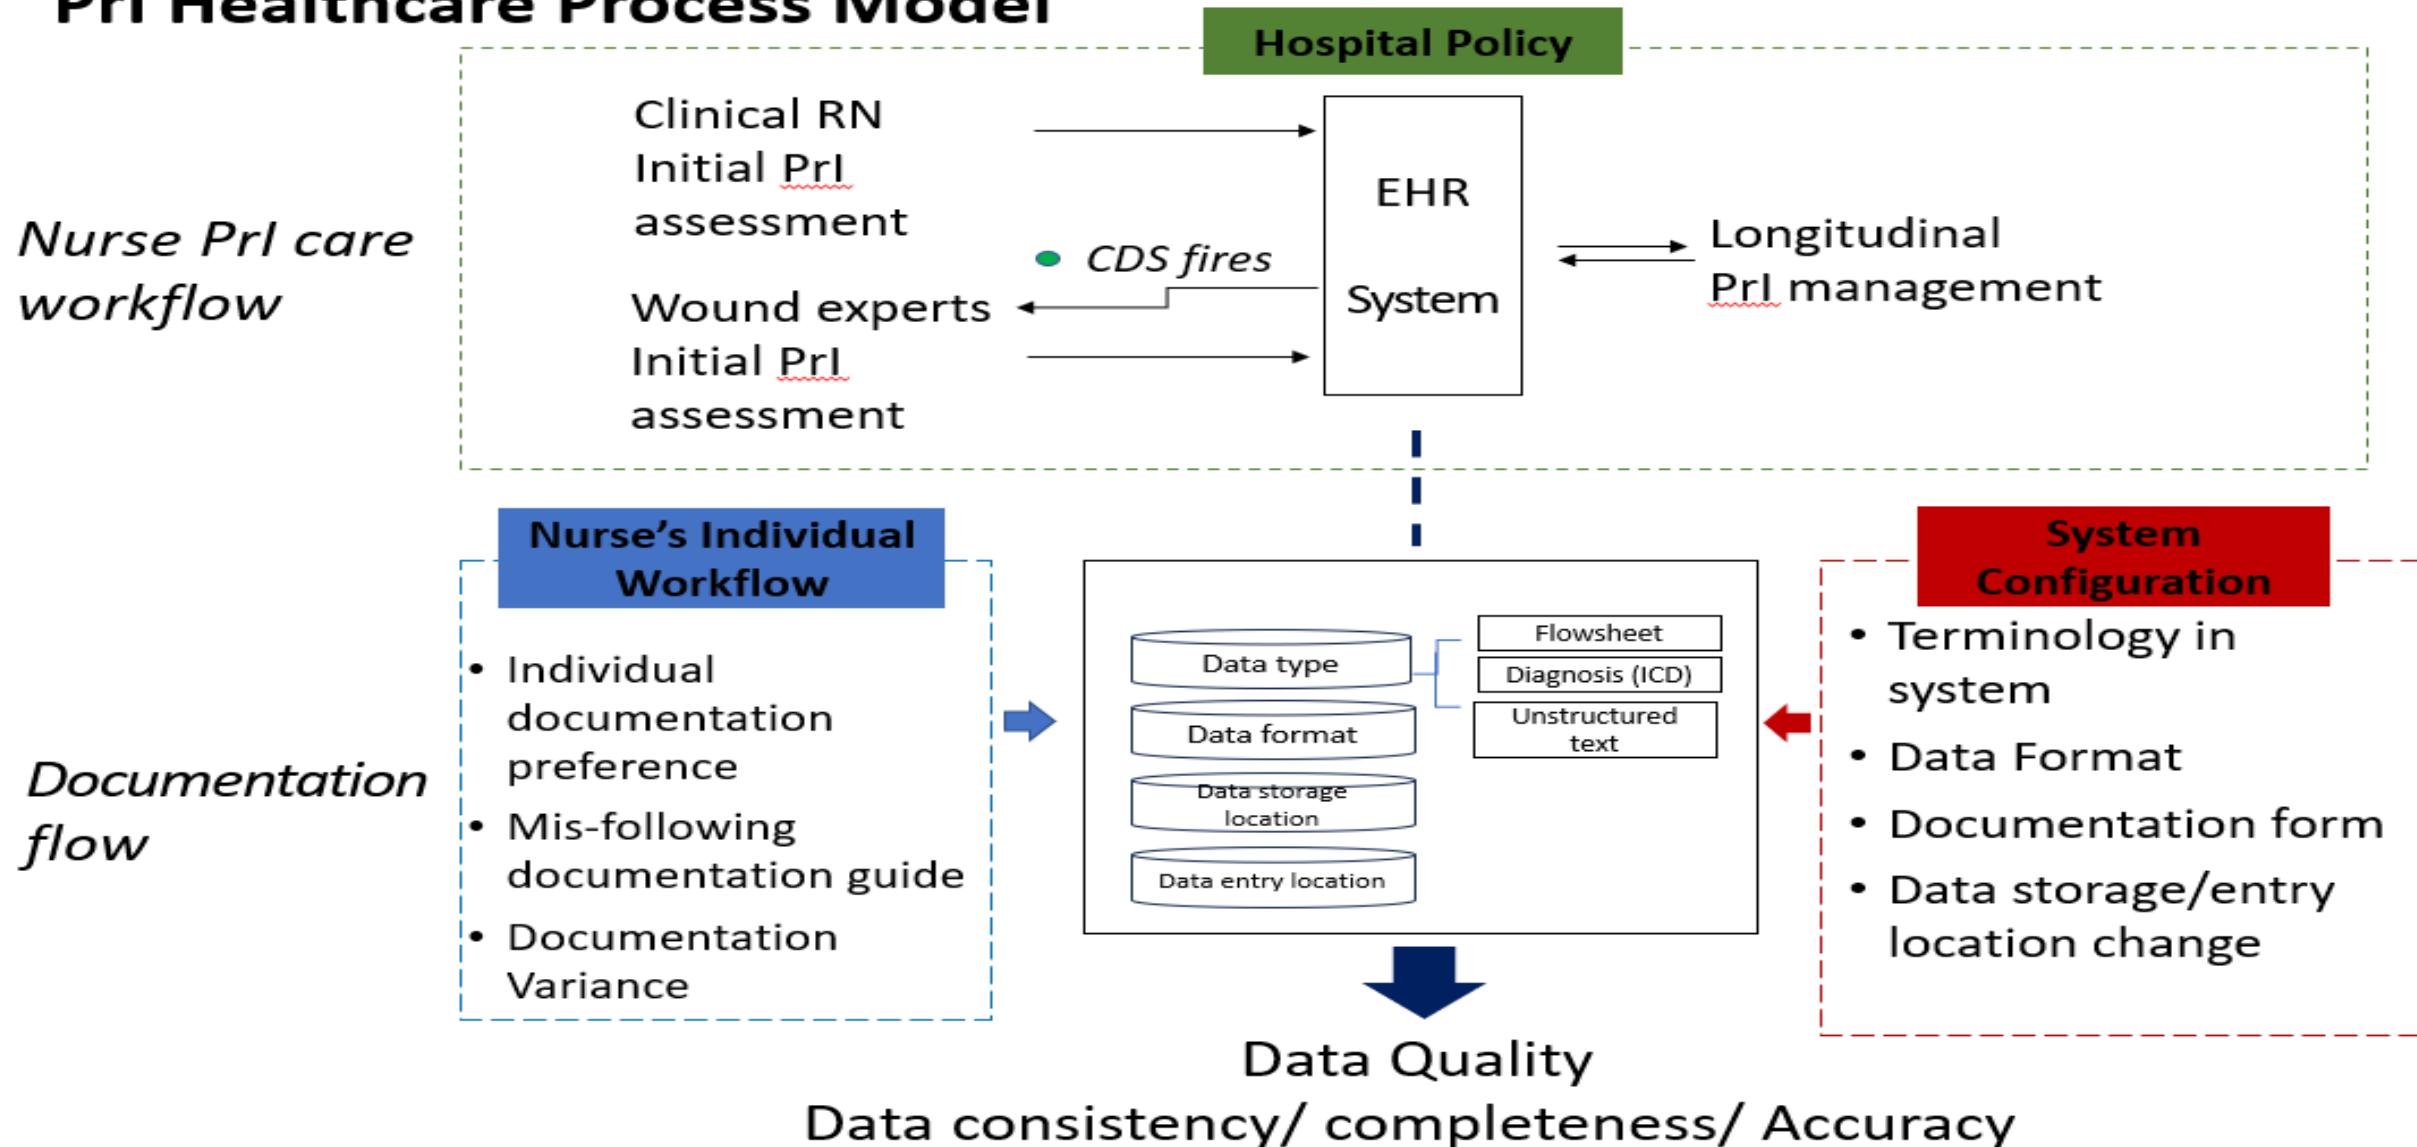 PrI Healthcare Process Model
Hospital Policy
Nurse PrI care
workflow
Clinical RN
Initial PrI
assessment
CDS fires
Wound experts
Initial PrI
assessment
EHR
System
Longitudinal
PrI management
Documentation
flow
Nurse’s Individual
Workflow
• Individual
documentation
preference
• Mis-following
documentation guide
• Documentation
Variance
Data type
Data format
Data storage
location
Data entry location
Flowsheet
Diagnosis (ICD)
Unstructured
text
System
Configuration
• Terminology in
system
• Data Format
• Documentation form
• Data storage/entry
location change
Data Quality
Data consistency/ completeness/ Accuracy